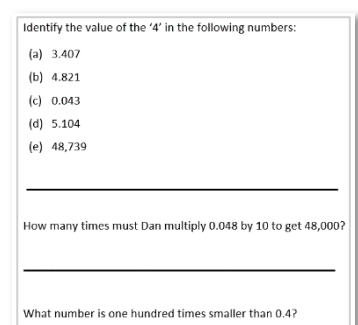 Identify the value of the ‘4’ in the following numbers:
(a) 3.407
(b) 4.821
(c) 0.043
(d) 5.104
(e) 48,739
How many times must Dan multiply 0.048 by 10 to get 48,000?
What number is one hundred times smaller than 0.4?